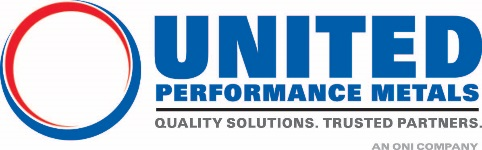 UNITED
PERFORMANCE METALS
QUALITY SOLUTIONS. TRUSTED PARTNERS.
AN ONI COMPANY